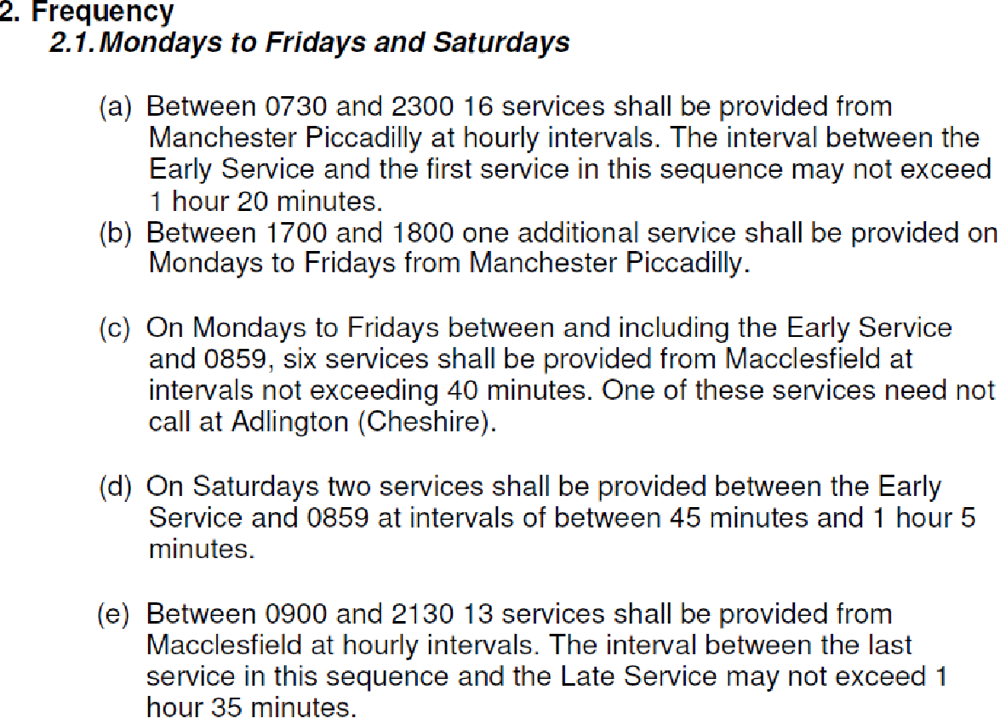 2. Frequency
2.1. Mondays to Fridays and Saturdays
(a) Between 0730 and 2300 16 services shall be provided from
Manchester Piccadilly at hourly intervals. The interval between the
Early Service and the first service in this sequence may not exceed
1 hour 20 minutes.
(b) Between 1700 and 1800 one additional service shall be provided on
Mondays to Fridays from Manchester Piccadilly.
(c) On Mondays to Fridays between and including the Early Service
and 0859, six services shall be provided from Macclesfield at
intervals not exceeding 40 minutes. One of these services need not
call at Adlington (Cheshire).
(d) On Saturdays two services shall be provided between the Early
Service and 0859 at intervals of between 45 minutes and 1 hour 5
minutes.
(e) Between 0900 and 2130 13 services shall be provided from
Macclesfield at hourly intervals. The interval between the last
service in this sequence and the Late Service may not exceed 1
hour 35 minutes.